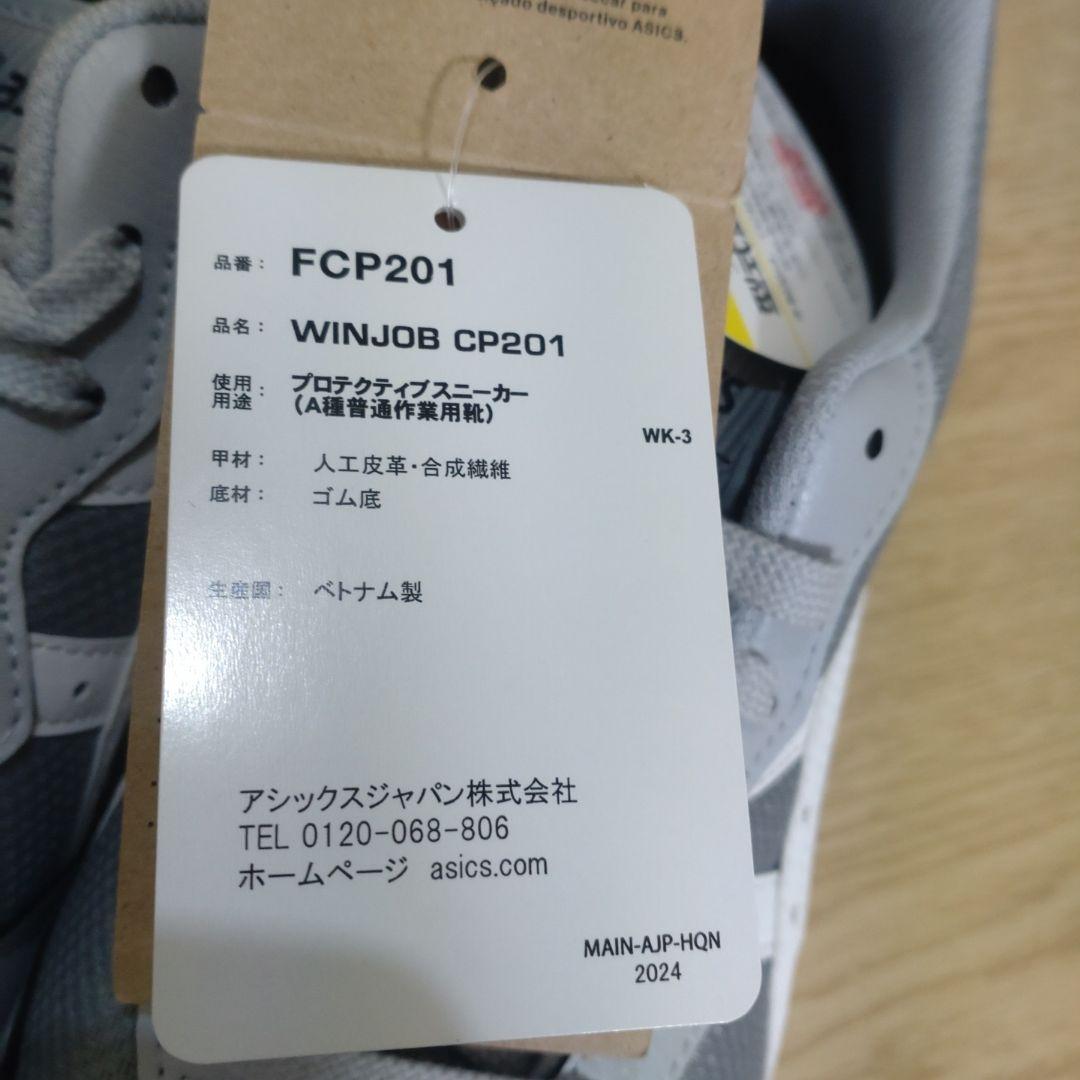 çado desportivo ASICS.
品番： FCP201
品名： WINJOB CP201
使用用途： プロテクティブスニーカー
（A種普通作業用靴）
WK-3
甲材： 人工皮革・合成繊維
底材： ゴム底
生産国： ベトナム製
アシックスジャパン株式会社
TEL 0120-068-806
ホームページ asics.com
MAIN-AJP-HQN
2024